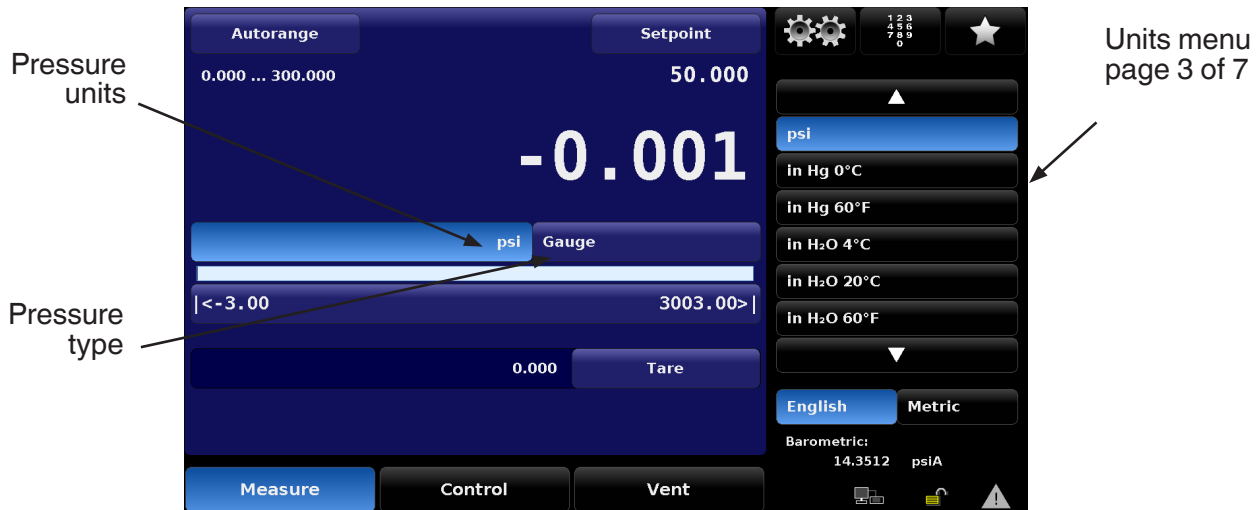 Pressure
units
Pressure
type
Autorange
Setpoint
0.000 ... 300.000
50.000
-0.001
psi
Gauge
|<-3.00
3003.00>|
0.000
Tare
Measure
Control
Vent
1 2 3
4 5 6
7 8 9
0
psi
in Hg 0°C
in Hg 60°F
in H₂O 4°C
in H₂O 20°C
in H₂O 60°F
English
Metric
Barometric:
14.3512 psiA
Units menu
page 3 of 7